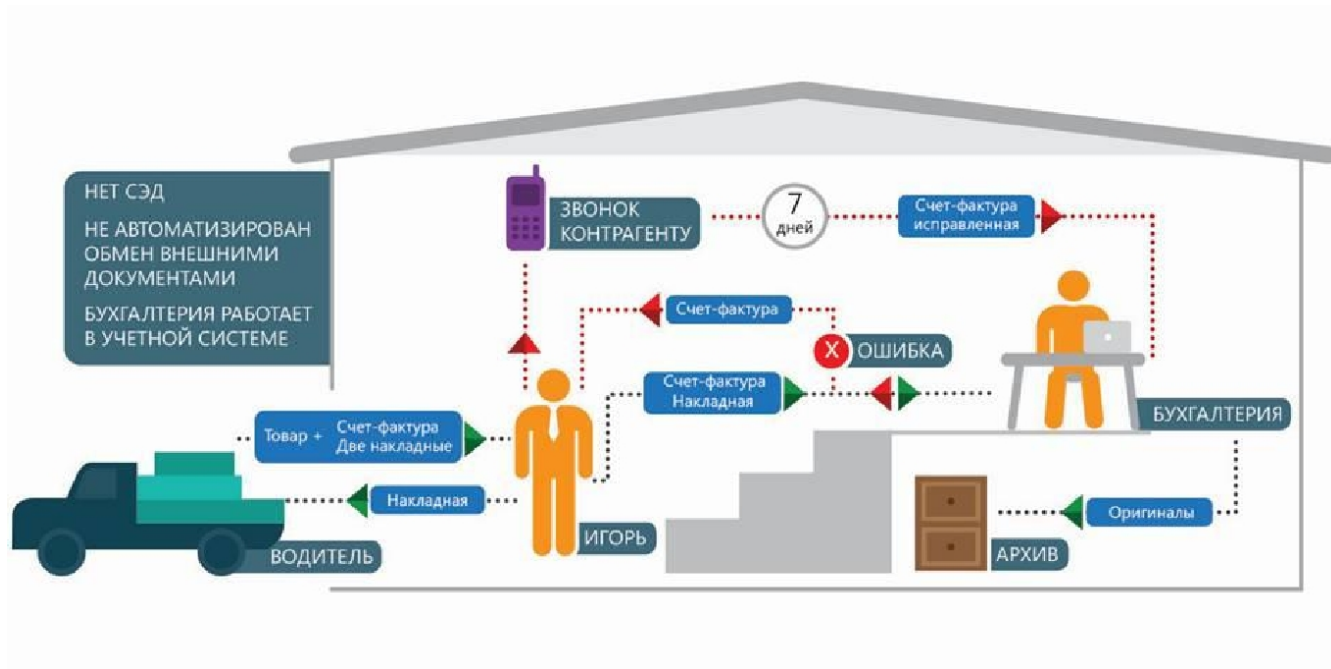 НЕТ СЭД
НЕ АВТОМАТИЗИРОВАН
ОБМЕН ВНЕШНИМИ
ДОКУМЕНТАМИ
БУХГАЛТЕРИЯ РАБОТАЕТ
В УЧЕТНОЙ СИСТЕМЕ
ЗВОНОК
КОНТРАГЕНТУ
7
дней
Счет-фактура
исправленная
Счет-фактура
X
ОШИБКА
Счет-фактура
Накладная
БУХГАЛТЕРИЯ
Товар +
Счет-фактура
Две накладные
Накладная
ВОДИТЕЛЬ
ИГОРЬ
Оригиналы
АРХИВ